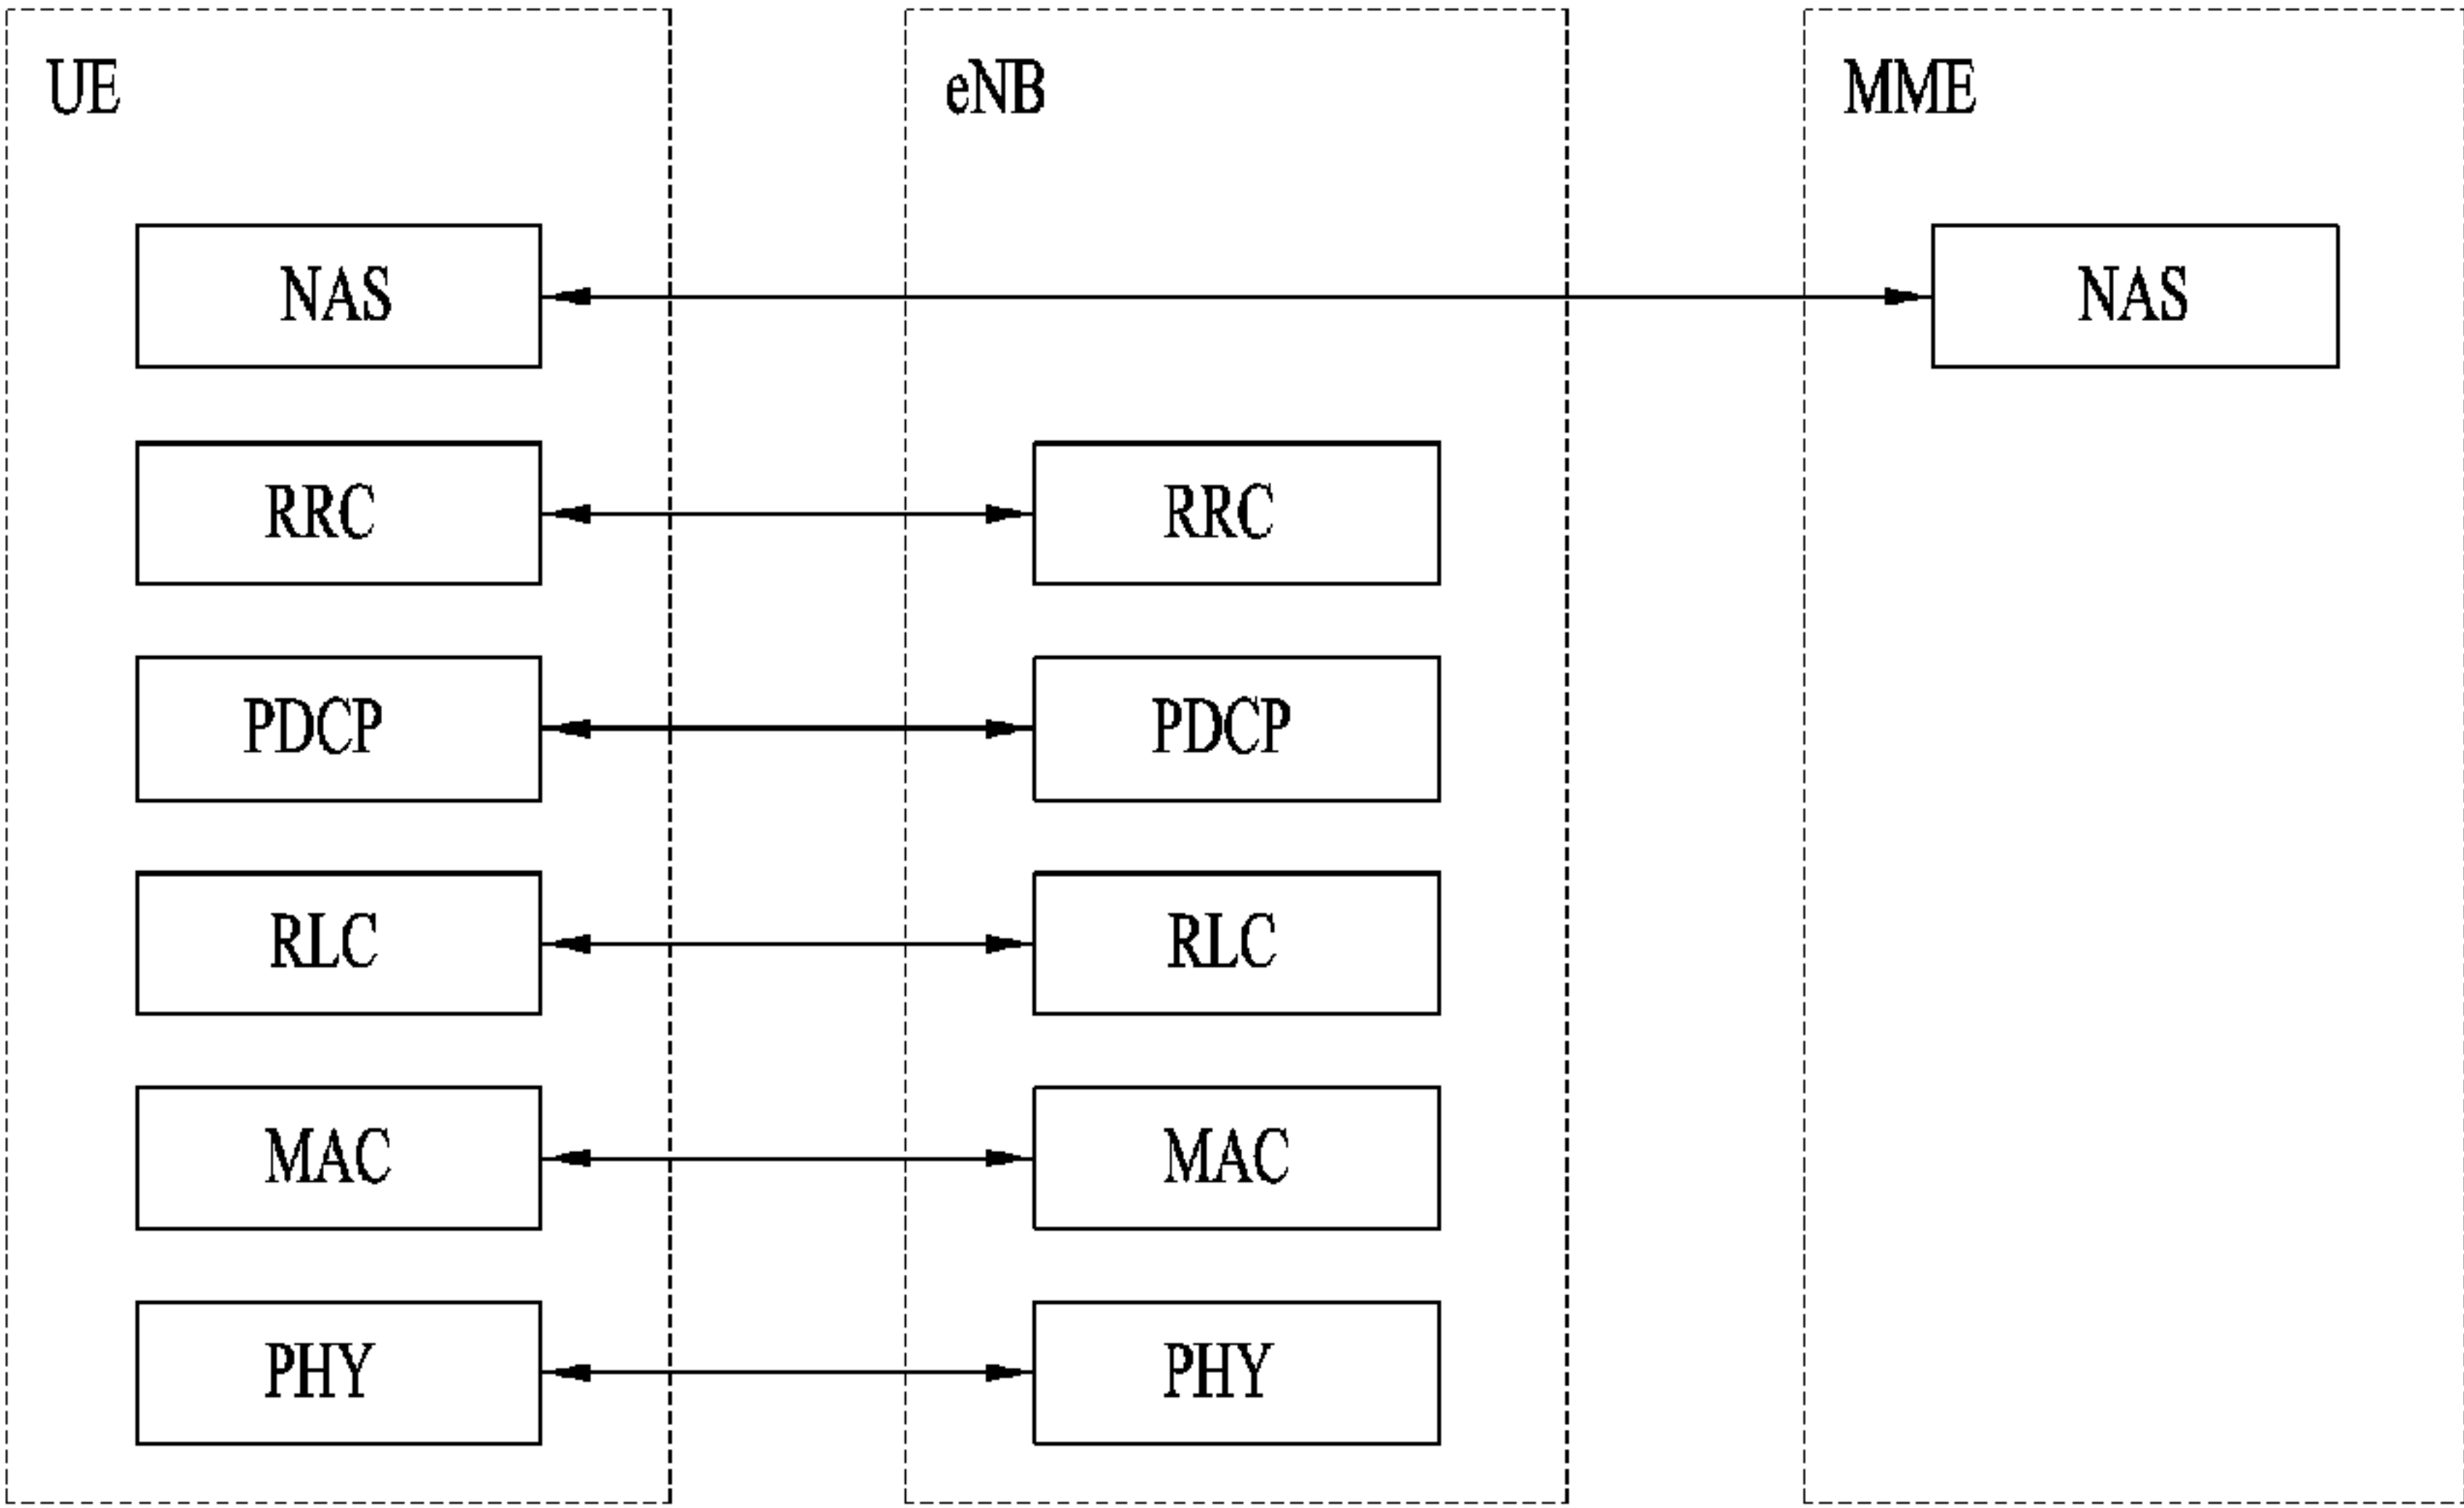 UE
eNB
MME
NAS
NAS
RRC
RRC
PDCP
PDCP
RLC
RLC
MAC
MAC
PHY
PHY